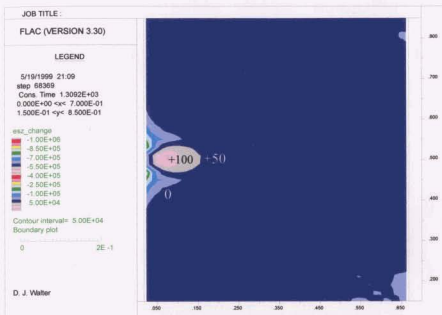 JOB TITLE :
FLAC (VERSION 3.30)
LEGEND
5/19/1999 21:09
step 68369
Cons. Time 1.3092E+03
0.000E+00 <x< 7.000E-01
1.500E-01 <y< 8.500E-01
esz_change
-1.00E+06
-8.50E+05
-7.00E+05
-5.50E+05
-4.00E+05
-2.50E+05
-1.00E+05
5.00E+04
Contour interval= 5.00E+04
Boundary plot
0 2E -1
D. J. Walter
+100 +50
0
.800
.700
.600
.500
.400
.300
.200
.050 .150 .250 .350 .450 .550 .650